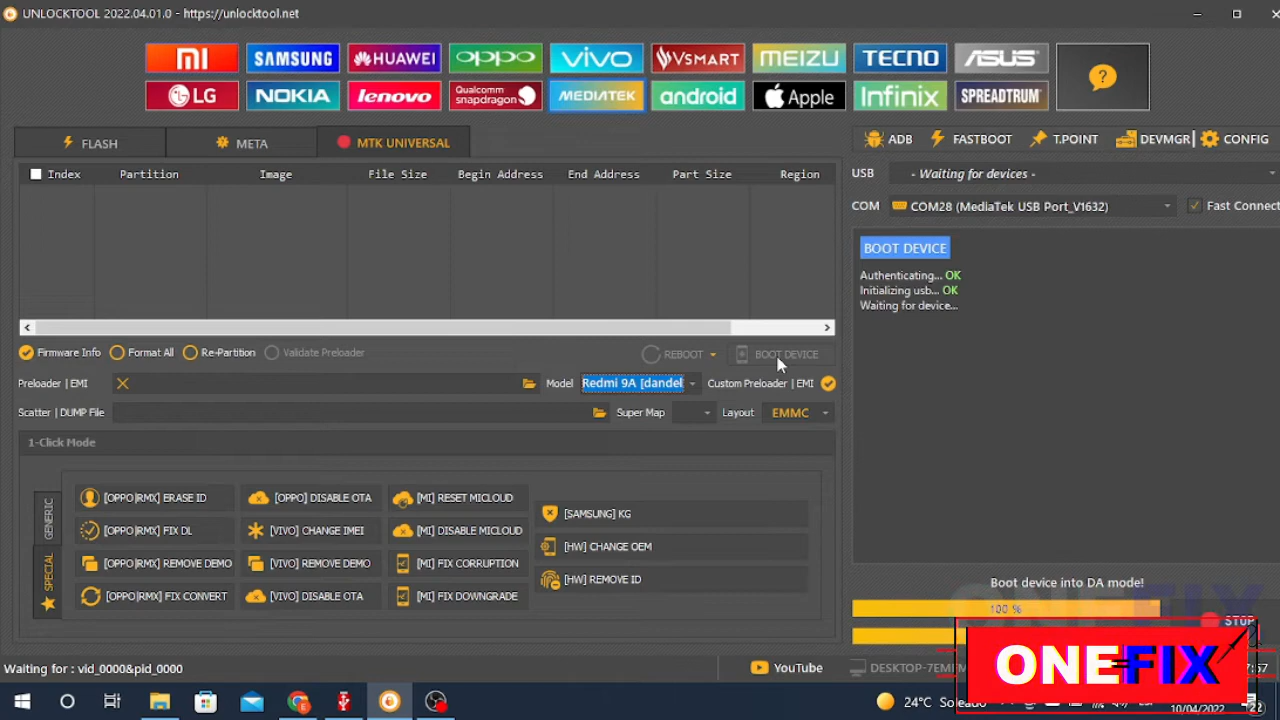 UNLOCKTOOL 2022.04.01.0 - https://unlocktool.net
mi SAMSUNG HUAWEI oppo vivo VSMART MEIZU TECNO ASUS ?
LG NOKIA lenovo Qualcomm snapdragon MEDIATEK android Apple Infinix SPREADTRUM
FLASH META MTK UNIVERSAL
ADB FASTBOOT T.POINT DEVMGR CONFIG
Index Partition Image File Size Begin Address End Address Part Size Region
USB - Waiting for devices -
COM COM28 (MediaTek USB Port_V1632) Fast Connect
BOOT DEVICE
Authenticating... OK
Initializing usb... OK
Waiting for device...
Firmware Info Format All Re-Partition Validate Preloader REBOOT BOOT DEVICE
Preloader | EMI Model Redmi 9A [dandel Custom Preloader | EMI
Scatter | DUMP File Super Map Layout EMMC
1-Click Mode
GENERIC
SPECIAL
[OPPO|RMX] ERASE ID [OPPO] DISABLE OTA [MI] RESET MICLOUD
[OPPO|RMX] FIX DL [VIVO] CHANGE IMEI [MI] DISABLE MICLOUD
[OPPO|RMX] REMOVE DEMO [VIVO] REMOVE DEMO [MI] FIX CORRUPTION
[OPPO|RMX] FIX CONVERT [VIVO] DISABLE OTA [MI] FIX DOWNGRADE
[SAMSUNG] KG
[HW] CHANGE OEM
[HW] REMOVE ID
Boot device into DA mode!
100 %
STOP
ONEFIX
Waiting for : vid_0000&pid_0000
YouTube
24°C Soleado
10/04/2022
22